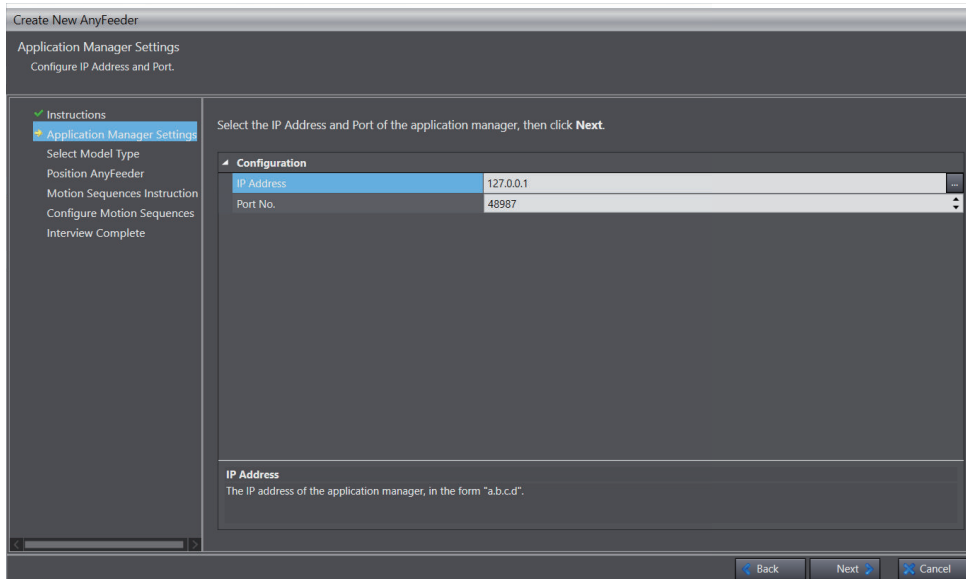 Create New AnyFeeder
Application Manager Settings
Configure IP Address and Port.
Instructions
Application Manager Settings
Select Model Type
Position AnyFeeder
Motion Sequences Instruction
Configure Motion Sequences
Interview Complete
Select the IP Address and Port of the application manager, then click Next.
Configuration
IP Address 127.0.0.1 ...
Port No. 48987
IP Address
The IP address of the application manager, in the form "a.b.c.d".
Back Next Cancel